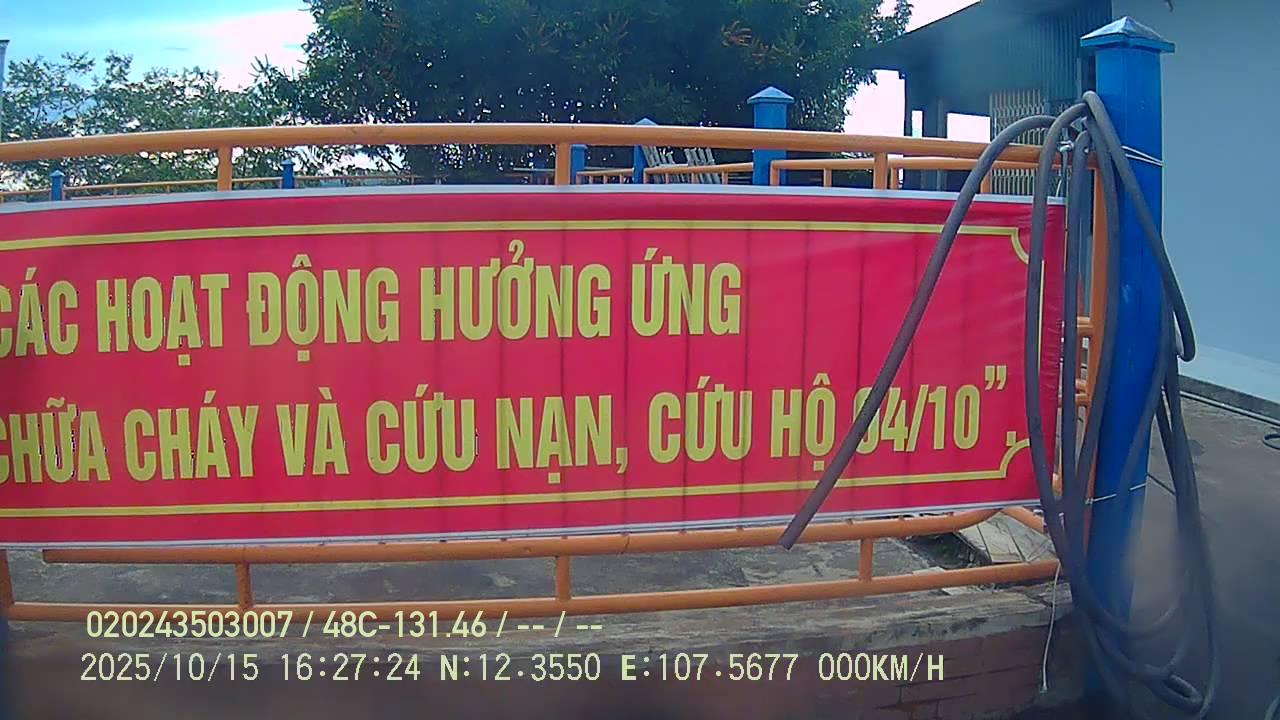 CÁC HOẠT ĐỘNG HƯỞNG ỨNG
CHỮA CHÁY VÀ CỨU NẠN, CỨU HỘ 04/10”.
020243503007 / 48C-131.46 / -- / --
2025/10/15 16:27:24 N:12.3550 E:107.5677 000KM/H